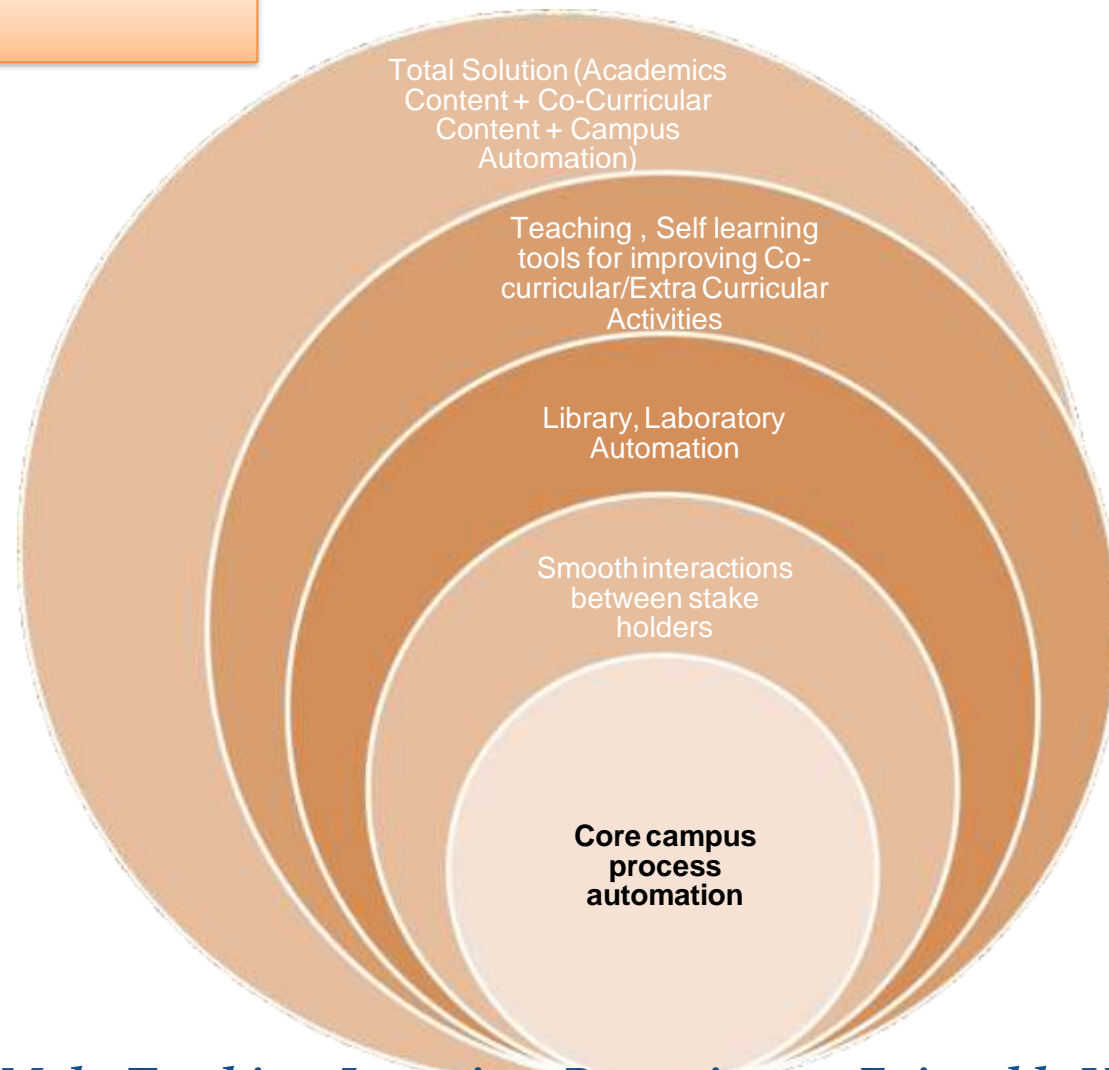 Total Solution (Academics
Content + Co-Curricular
Content + Campus
Automation)
Teaching , Self learning
tools for improving Co-
curricular/Extra Curricular
Activities
Library, Laboratory
Automation
Smooth interactions
between stake
holders
Core campus
process
automation